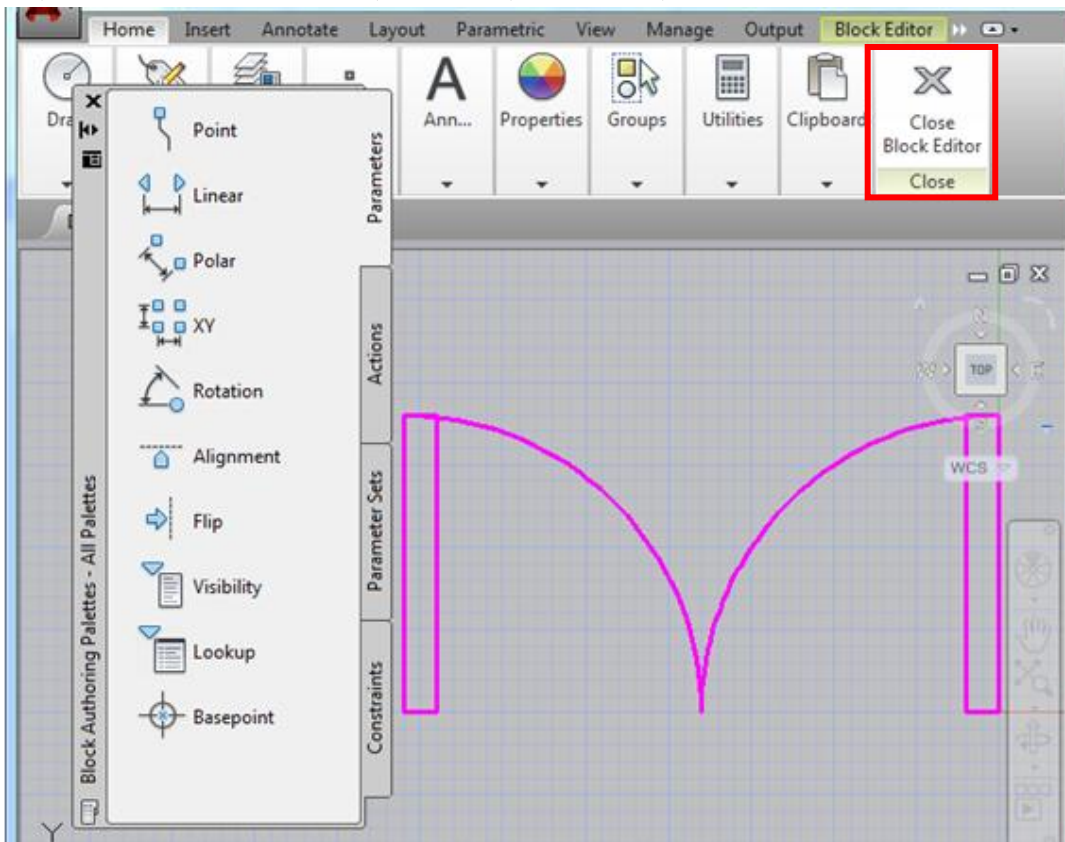 Home Insert Annotate Layout Parametric View Manage Output Block Editor
Ann... Properties Groups Utilities Clipboard Close
Block Editor
Close
Point
Linear
Polar
XY
Rotation
Alignment
Flip
Visibility
Lookup
Basepoint
Parameters
Actions
Parameter Sets
Constraints
Block Authoring Palettes - All Palettes
TOP
WCS
Y